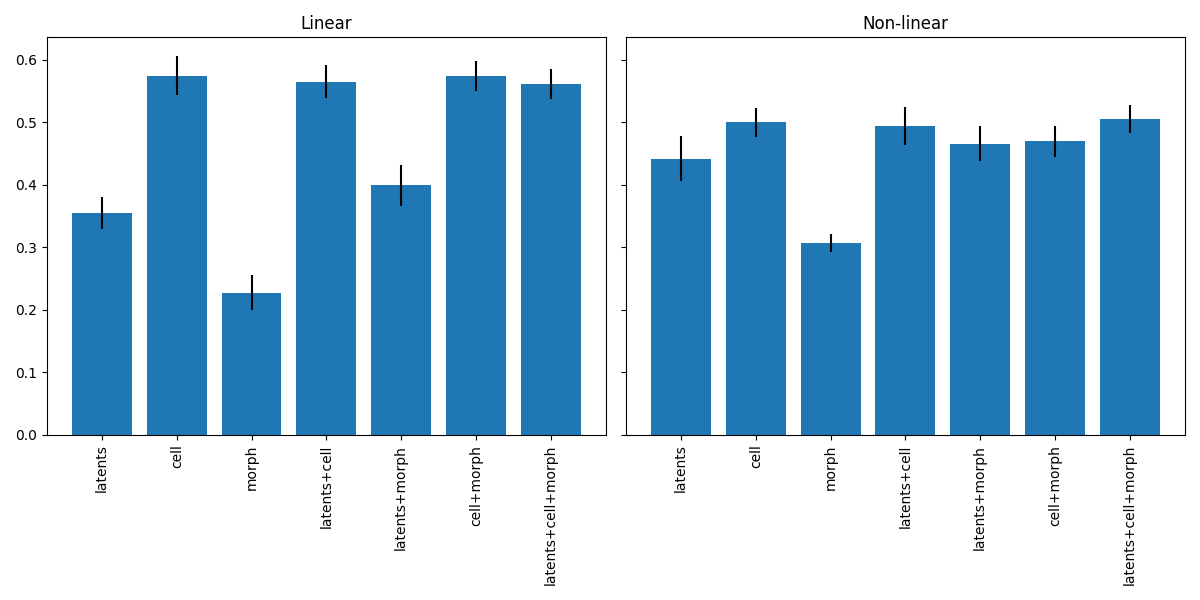 Linear
Non-linear
0.6
0.5
0.4
0.3
0.2
0.1
0.0
latents
cell
morph
latents+cell
latents+morph
cell+morph
latents+cell+morph
latents
cell
morph
latents+cell
latents+morph
cell+morph
latents+cell+morph